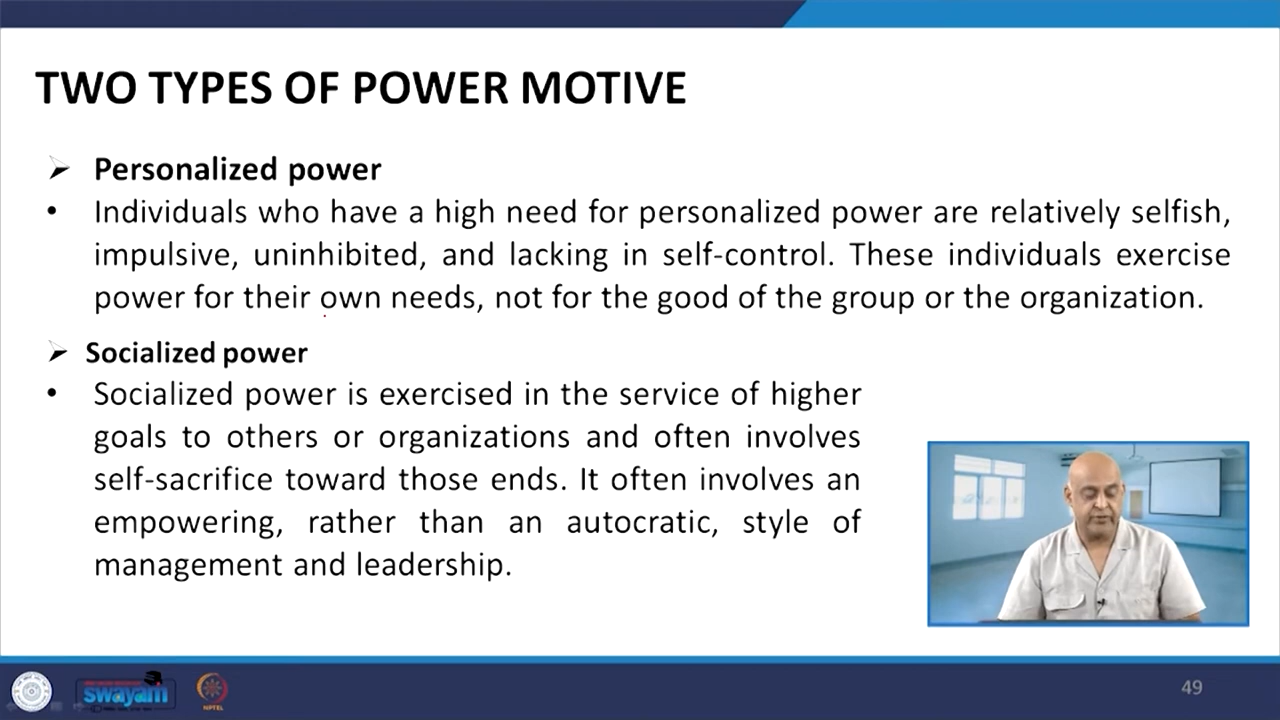 TWO TYPES OF POWER MOTIVE
➢ Personalized power
• Individuals who have a high need for personalized power are relatively selfish,
impulsive, uninhibited, and lacking in self-control. These individuals exercise
power for their own needs, not for the good of the group or the organization.
➢ Socialized power
• Socialized power is exercised in the service of higher
goals to others or organizations and often involves
self-sacrifice toward those ends. It often involves an
empowering, rather than an autocratic, style of
management and leadership.
swayam
NPTEL
49